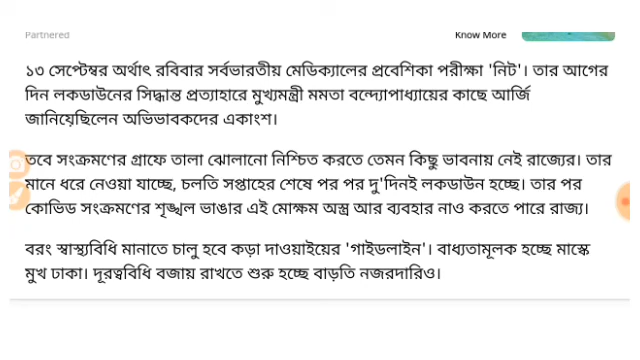 Partnered
Know More
১৩ সেপ্টেম্বর অর্থাৎ রবিবার সর্বভারতীয় মেডিক্যালের প্রবেশিকা পরীক্ষা 'নিট'। তার আগের
দিন লকডাউনের সিদ্ধান্ত প্রত্যাহারে মুখ্যমন্ত্রী মমতা বন্দ্যোপাধ্যায়ের কাছে আর্জি
জানিয়েছিলেন অভিভাবকদের একাংশ।
তবে সংক্রমণের গ্রাফে তালা ঝোলানো নিশ্চিত করতে তেমন কিছু ভাবনায় নেই রাজ্যের। তার
মানে ধরে নেওয়া যাচ্ছে, চলতি সপ্তাহের শেষে পর পর দু'দিনই লকডাউন হচ্ছে। তার পর
কোভিড সংক্রমণের শৃঙ্খল ভাঙার এই মোক্ষম অস্ত্র আর ব্যবহার নাও করতে পারে রাজ্য।
বরং স্বাস্থ্যবিধি মানাতে চালু হবে কড়া দাওয়াইয়ের 'গাইডলাইন'। বাধ্যতামূলক হচ্ছে মাস্কে
মুখ ঢাকা। দূরত্ববিধি বজায় রাখতে শুরু হচ্ছে বাড়তি নজরদারিও।